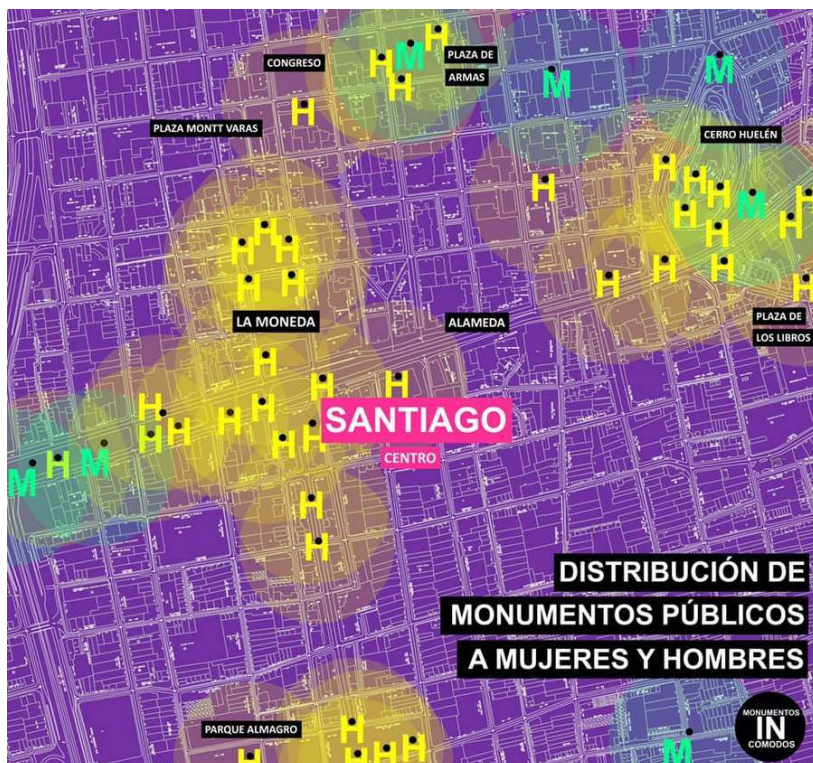 H
M
H
PLAZA DE
ARMAS
CONGRESO
H
M
M
H
PLAZA MONTT VARAS
CERRO HUELÉN
H
H
H
H
M
H
H
H
H
H
H
H
H
H
H
H
H
H
LA MONEDA
ALAMEDA
PLAZA DE
LOS LIBROS
H
H
H
H
H
H
H
H
H
H
H
SANTIAGO
CENTRO
M
H
M
H
H
DISTRIBUCIÓN DE
MONUMENTOS PÚBLICOS
A MUJERES Y HOMBRES
PARQUE ALMAGRO
H
H
H
H
H
M
MONUMENTOS
IN
COMODOS